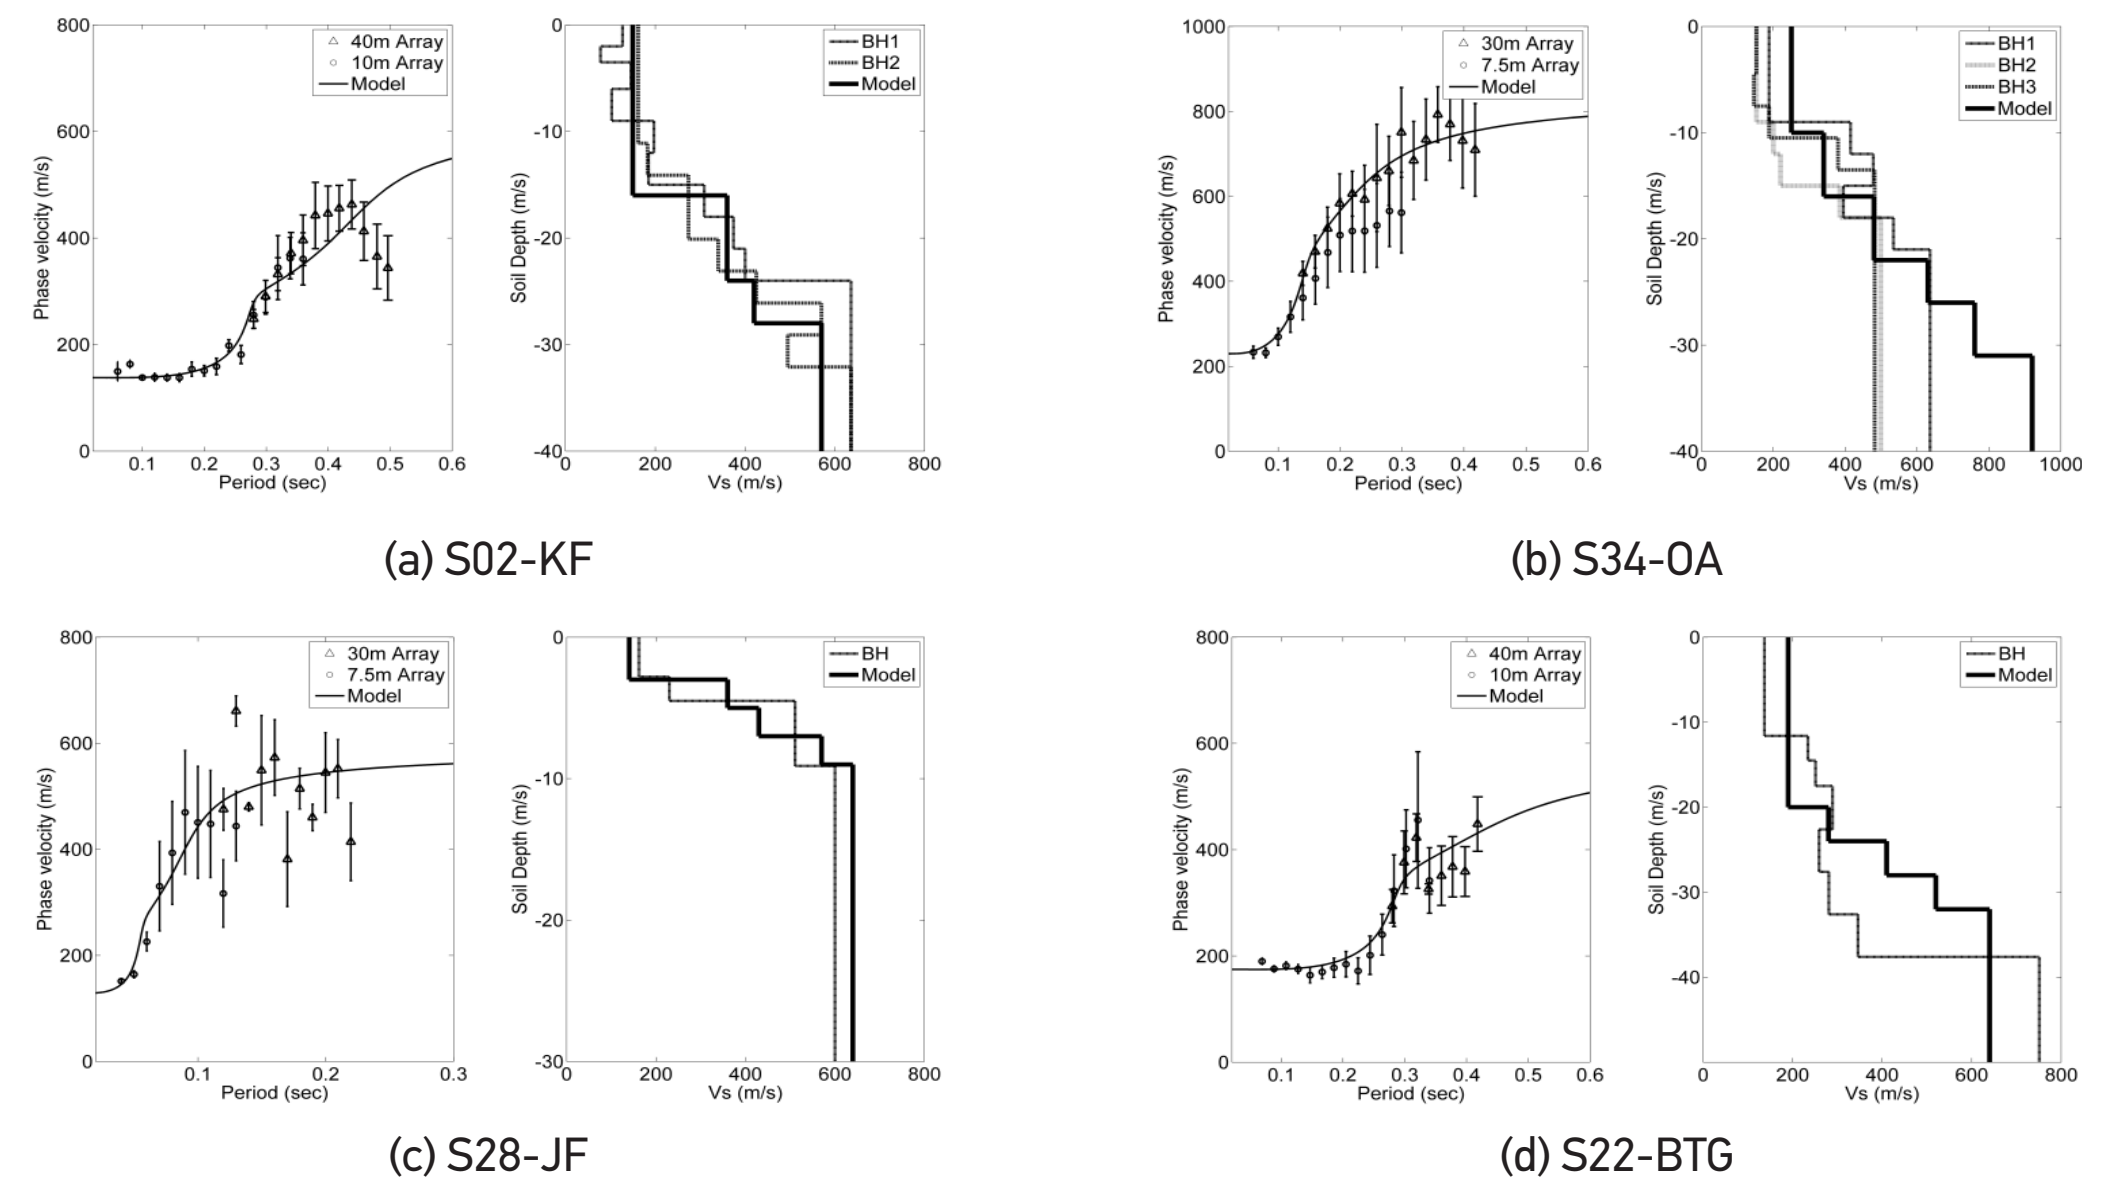 800
600
400
200
0
Phase velocity (m/s)
0.1 0.2 0.3 0.4 0.5 0.6
Period (sec)
40m Array
10m Array
Model
0
-10
-20
-30
-40
Soil Depth (m/s)
0 200 400 600 800
Vs (m/s)
BH1
BH2
Model
(a) S02-KF
1000
800
600
400
200
0
Phase velocity (m/s)
0.1 0.2 0.3 0.4 0.5 0.6
Period (sec)
30m Array
7.5m Array
Model
0
-10
-20
-30
-40
Soil Depth (m/s)
0 200 400 600 800 1000
Vs (m/s)
BH1
BH2
BH3
Model
(b) S34-OA
800
600
400
200
0
Phase velocity (m/s)
0.1 0.2 0.3
Period (sec)
30m Array
7.5m Array
Model
0
-10
-20
-30
Soil Depth (m/s)
0 200 400 600 800
Vs (m/s)
BH
Model
(c) S28-JF
800
600
400
200
0
Phase velocity (m/s)
0.1 0.2 0.3 0.4 0.5 0.6
Period (sec)
40m Array
10m Array
Model
0
-10
-20
-30
-40
Soil Depth (m/s)
0 200 400 600 800
Vs (m/s)
BH
Model
(d) S22-BTG